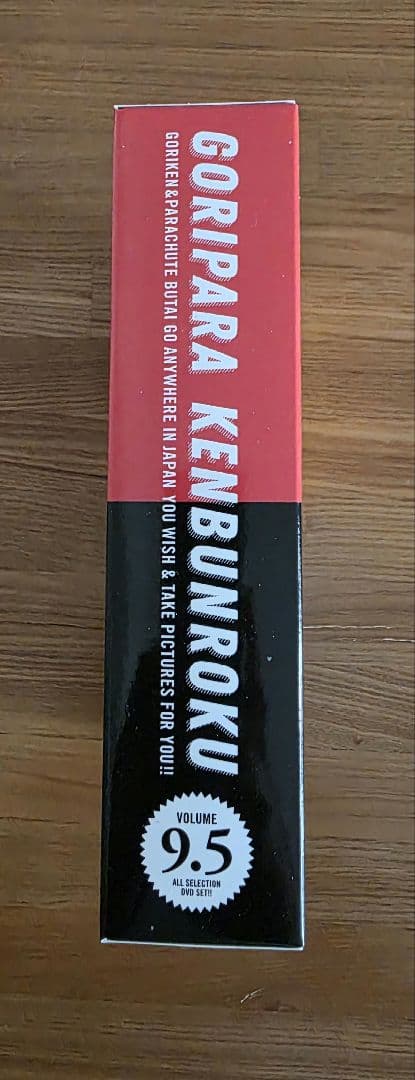 GORIPARA KENBUNROKU
GORIKEN & PARACHUTE BUTAI GO ANYWHERE IN JAPAN YOU WISH & TAKE PICTURES FOR YOU!!
VOLUME
9.5
ALL SELECTION
DVD SET!!